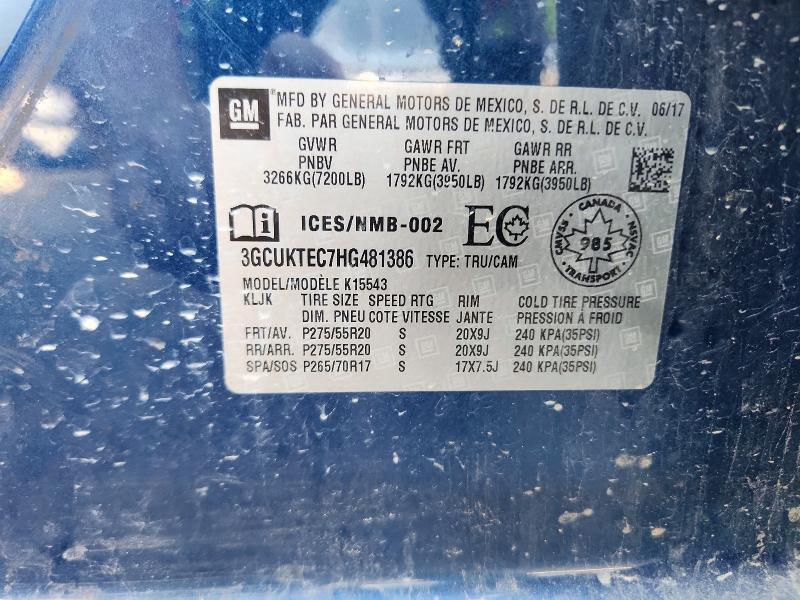 GM
MFD BY GENERAL MOTORS DE MEXICO, S. DE R.L. DE C.V. 06/17
FAB. PAR GENERAL MOTORS DE MEXICO, S. DE R.L. DE C.V.
GVWR GAWR FRT GAWR RR
PNBV PNBE AV. PNBE ARR.
3266KG(7200LB) 1792KG(3950LB) 1792KG(3950LB)
i ICES/NMB-002 EC
CANADA
CMVSS 985 NSVAC
TRANSPORT
3GCUKTEC7HG481386 TYPE: TRU/CAM
MODEL/MODÈLE K15543
KLJK TIRE SIZE SPEED RTG RIM COLD TIRE PRESSURE
DIM. PNEU COTE VITESSE JANTE PRESSION À FROID
FRT/AV. P275/55R20 S 20X9J 240 KPA(35PSI)
RR/ARR. P275/55R20 S 20X9J 240 KPA(35PSI)
SPA/SOS P265/70R17 S 17X7.5J 240 KPA(35PSI)